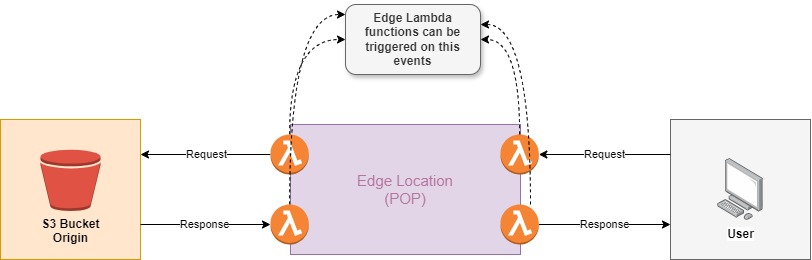 Edge Lambda
functions can be
triggered on this
events
Request
Request
Edge Location
(POP)
S3 Bucket
Origin
Response
Response
User